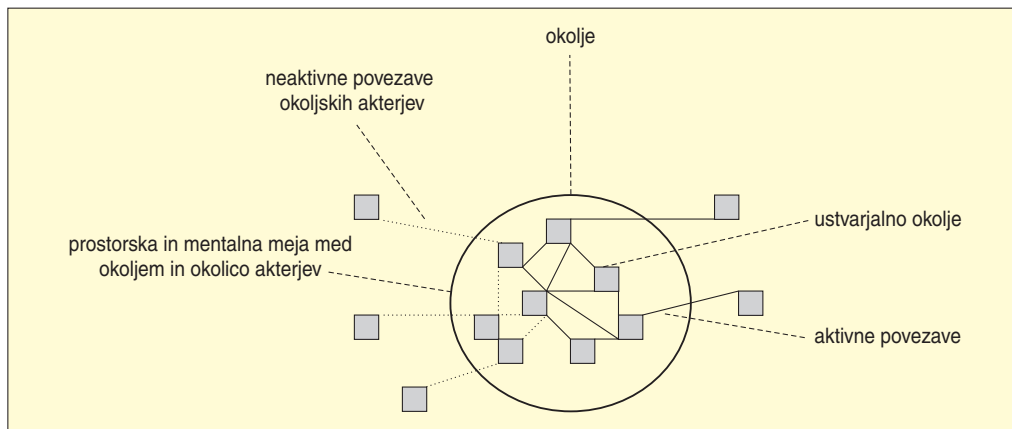 okolje
neaktivne povezave
okoljskih akterjev
ustvarjalno okolje
prostorska in mentalna meja med
okoljem in okolico akterjev
aktivne povezave